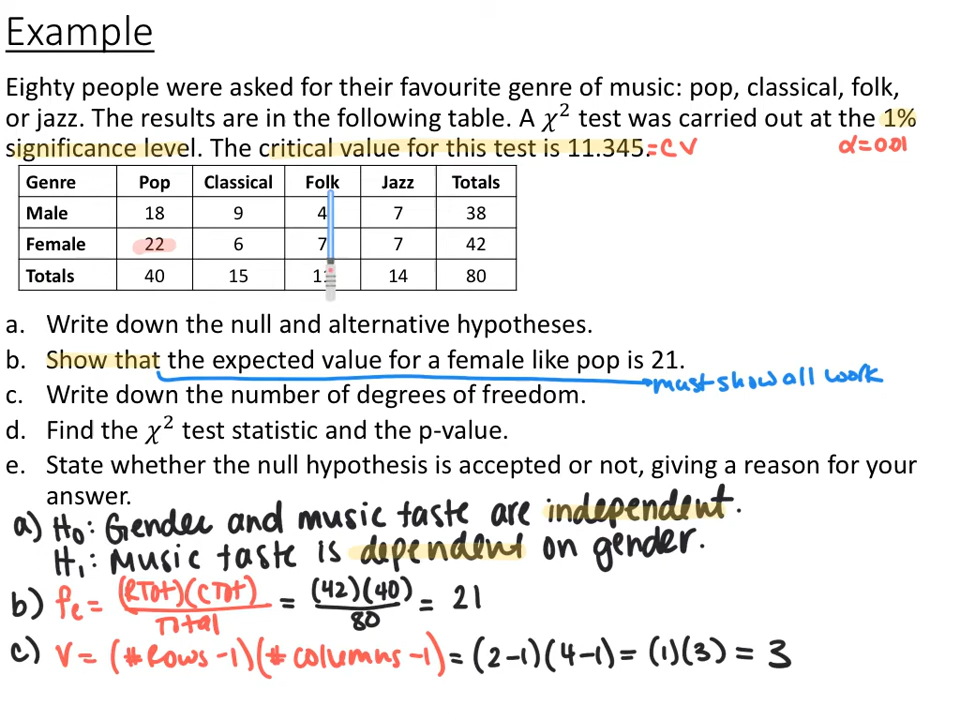 Example
Eighty people were asked for their favourite genre of music: pop, classical, folk,
or jazz. The results are in the following table. A χ² test was carried out at the 1%
significance level. The critical value for this test is 11.345. = CV α=0.01
Genre Pop Classical Folk Jazz Totals
Male 18 9 4 7 38
Female 22 6 7 7 42
Totals 40 15 11 14 80
a. Write down the null and alternative hypotheses.
b. Show that the expected value for a female like pop is 21.
must show all work
c. Write down the number of degrees of freedom.
d. Find the χ² test statistic and the p-value.
e. State whether the null hypothesis is accepted or not, giving a reason for your
answer.
a) H₀: Gender and music taste are independent.
H₁: Music taste is dependent on gender.
b) fe = (RTot)(CTot)/Total = (42)(40)/80 = 21
c) V = (# Rows -1)(# columns -1) = (2-1)(4-1) = (1)(3) = 3